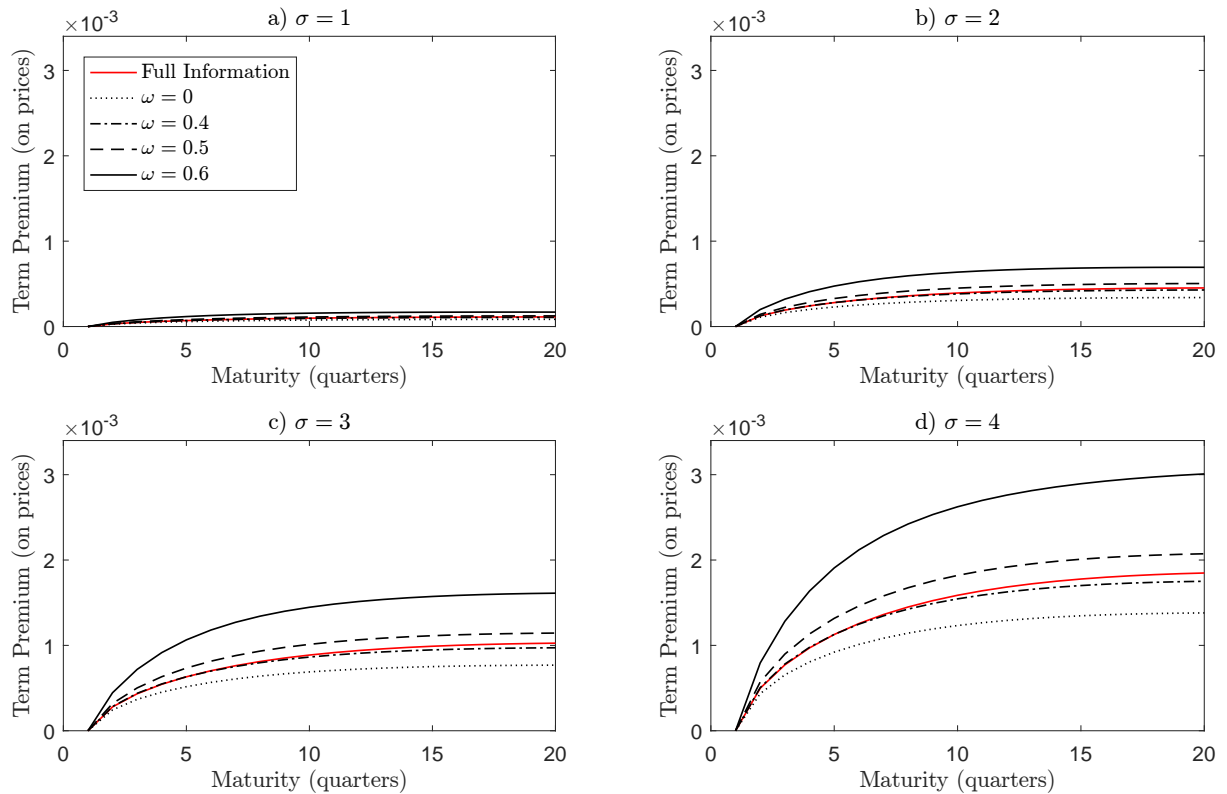 a) σ = 1
×10⁻³
Term Premium (on prices)
3
2
1
0
0 5 10 15 20
Maturity (quarters)
Full Information
ω = 0
ω = 0.4
ω = 0.5
ω = 0.6
b) σ = 2
×10⁻³
Term Premium (on prices)
3
2
1
0
0 5 10 15 20
Maturity (quarters)
c) σ = 3
×10⁻³
Term Premium (on prices)
3
2
1
0
0 5 10 15 20
Maturity (quarters)
d) σ = 4
×10⁻³
Term Premium (on prices)
3
2
1
0
0 5 10 15 20
Maturity (quarters)